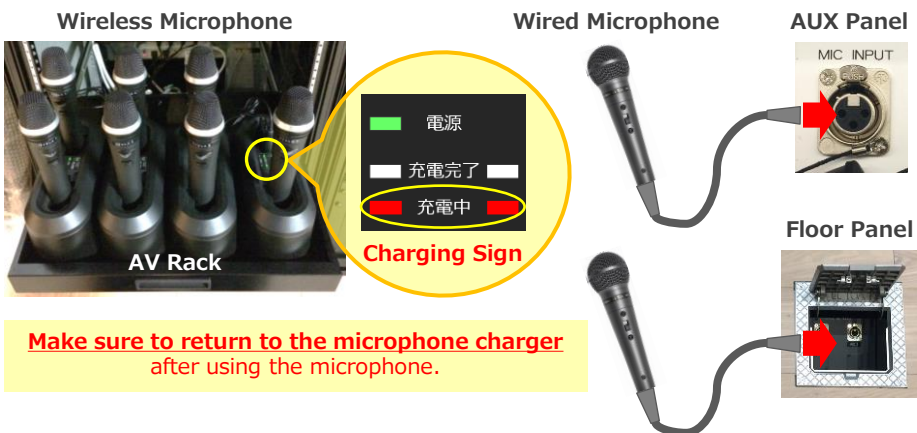 Wireless Microphone
Wired Microphone
AUX Panel
MIC INPUT
PUSH
電源
充電完了
充電中
Charging Sign
AV Rack
Floor Panel
Make sure to return to the microphone charger
after using the microphone.